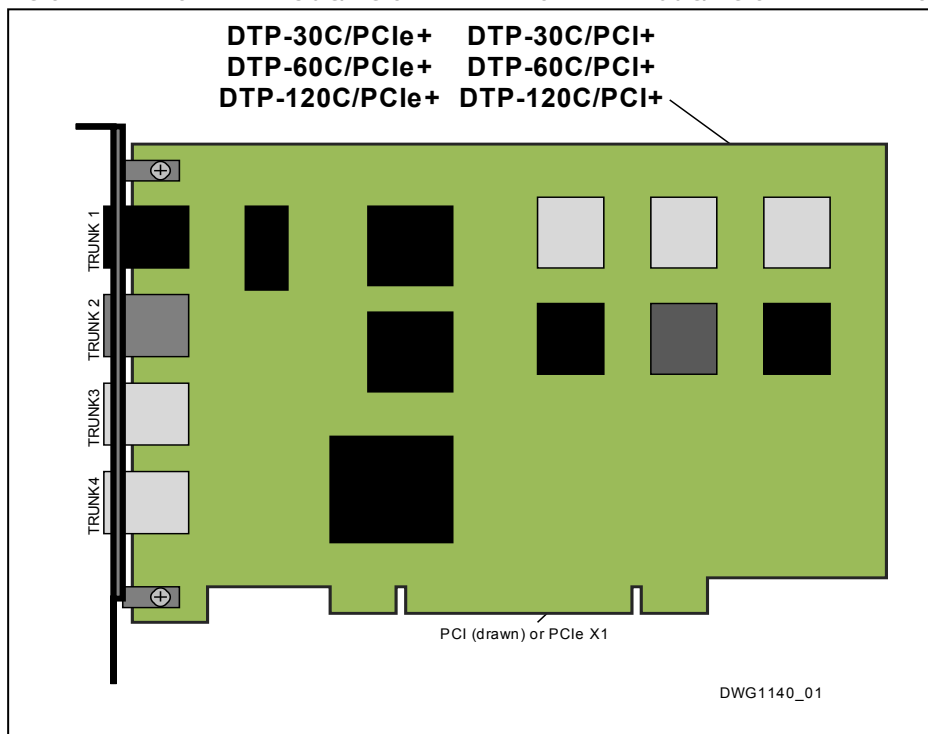 DTP-30C/PCIe+ DTP-30C/PCI+
DTP-60C/PCIe+ DTP-60C/PCI+
DTP-120C/PCIe+ DTP-120C/PCI+
TRUNK 1
TRUNK 2
TRUNK3
TRUNK4
PCI (drawn) or PCIe X1
DWG1140_01